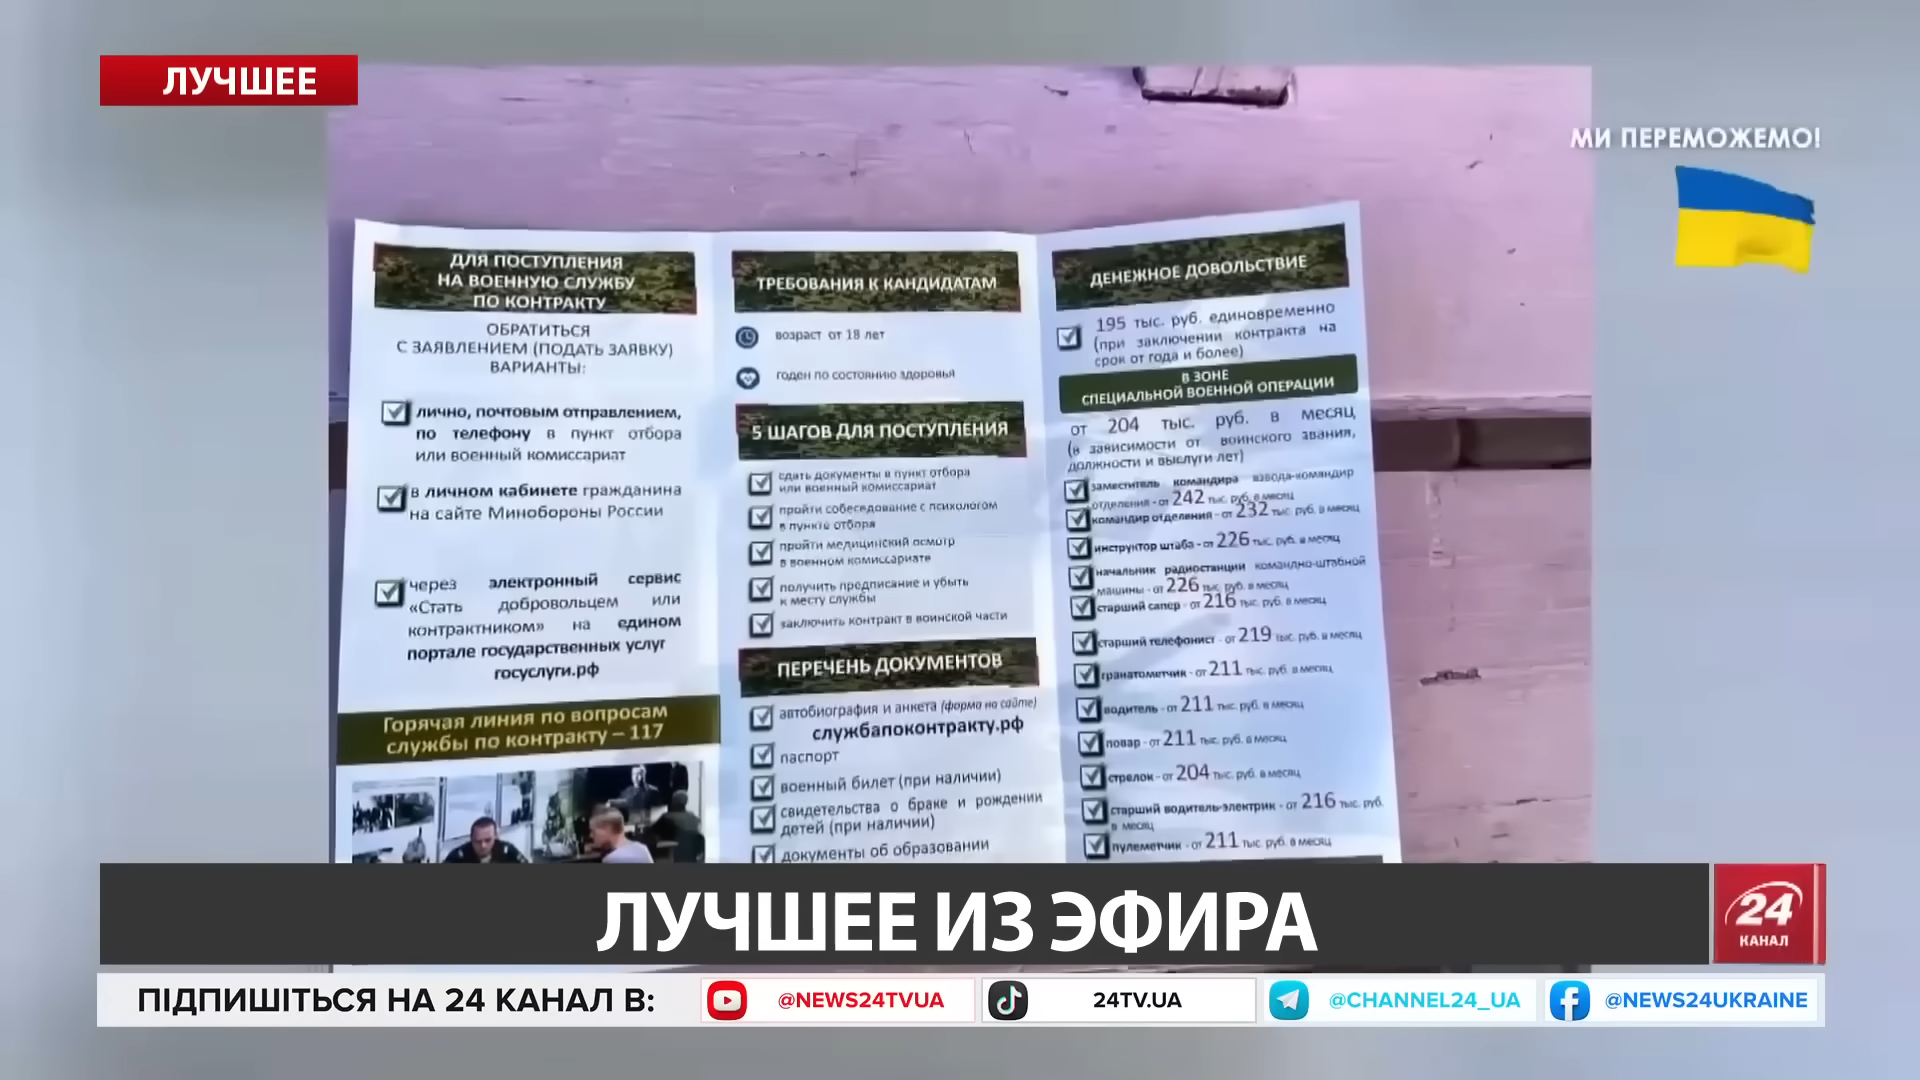 ЛУЧШЕЕ
МИ ПЕРЕМОЖЕМО!
ДЛЯ ПОСТУПЛЕНИЯ
НА ВОЕННУЮ СЛУЖБУ
ПО КОНТРАКТУ
ОБРАТИТЬСЯ
С ЗАЯВЛЕНИЕМ (ПОДАТЬ ЗАЯВКУ)
ВАРИАНТЫ:
лично, почтовым отправлением,
по телефону в пункт отбора
или военный комиссариат
в личном кабинете гражданина
на сайте Минобороны России
через электронный сервис
«Стать добровольцем или
контрактником» на едином
портале государственных услуг
госуслуги.рф
Горячая линия по вопросам
службы по контракту – 117
ТРЕБОВАНИЯ К КАНДИДАТАМ
возраст от 18 лет
годен по состоянию здоровья
5 ШАГОВ ДЛЯ ПОСТУПЛЕНИЯ
сдать документы в пункт отбора
или военный комиссариат
пройти собеседование с психологом
в пункте отбора
пройти медицинский осмотр
в военном комиссариате
получить предписание и убыть
к месту службы
заключить контракт в воинской части
ПЕРЕЧЕНЬ ДОКУМЕНТОВ
автобиография и анкета (форма на сайте)
службапоконтракту.рф
паспорт
военный билет (при наличии)
свидетельства о браке и рождении
детей (при наличии)
документы об образовании
ДЕНЕЖНОЕ ДОВОЛЬСТВИЕ
195 тыс. руб. единовременно
(при заключении контракта на
срок от года и более)
В ЗОНЕ
СПЕЦИАЛЬНОЙ ВОЕННОЙ ОПЕРАЦИИ
от 204 тыс. руб. в месяц
(в зависимости от воинского звания,
должности и выслуги лет)
заместитель командира взвода-командир
отделения - от 242 тыс. руб. в месяц
командир отделения - от 232 тыс. руб. в месяц
инструктор штаба - от 226 тыс. руб. в месяц
начальник радиостанции командно-штабной
машины - от 226 тыс. руб. в месяц
старший сапер - от 216 тыс. руб. в месяц
старший телефонист - от 219 тыс. руб. в месяц
гранатометчик - от 211 тыс. руб. в месяц
водитель - от 211 тыс. руб. в месяц
повар - от 211 тыс. руб. в месяц
стрелок - от 204 тыс. руб. в месяц
старший водитель-электрик - от 216 тыс. руб.
в месяц
пулеметчик - от 211 тыс. руб. в месяц
ЛУЧШЕЕ ИЗ ЭФИРА
24
КАНАЛ
ПІДПИШІТЬСЯ НА 24 КАНАЛ В:
@NEWS24TVUA
24TV.UA
@CHANNEL24_UA
@NEWS24UKRAINE